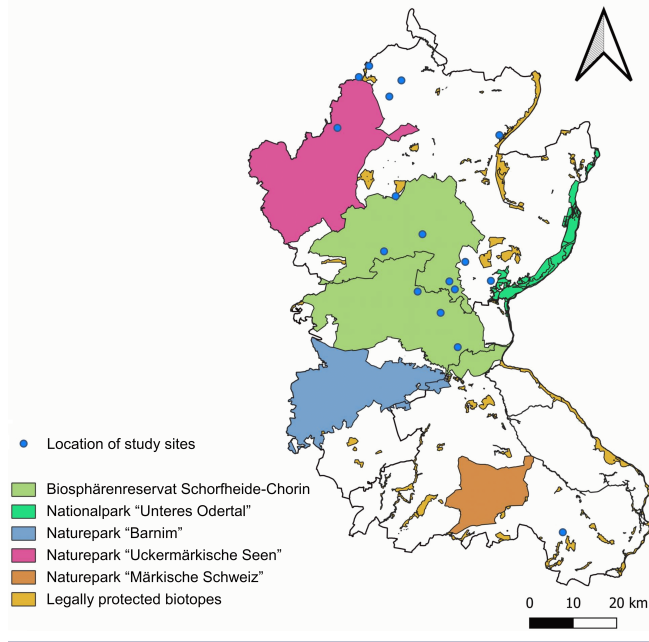 Location of study sites
Biosphärenreservat Schorfheide-Chorin
Nationalpark “Unteres Odertal”
Naturepark “Barnim”
Naturepark “Uckermärkische Seen”
Naturepark “Märkische Schweiz”
Legally protected biotopes
0 10 20 km